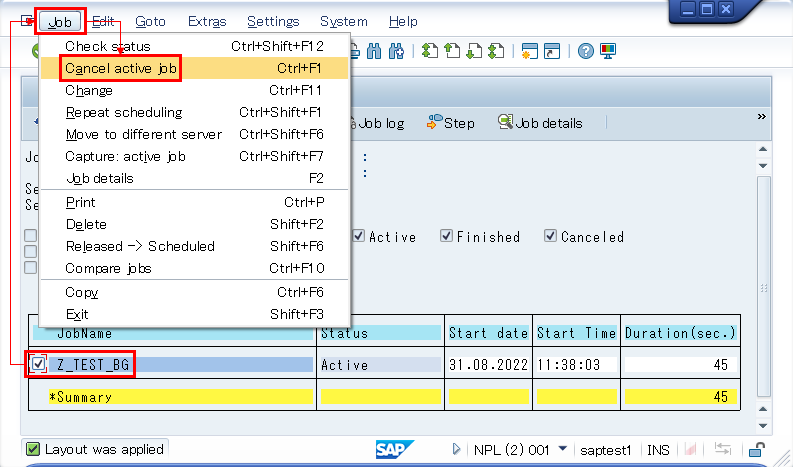 Job Edit Goto Extras Settings System Help
Check status Ctrl+Shift+F12
Cancel active job Ctrl+F1
Change Ctrl+F11
Repeat scheduling Ctrl+Shift+F1
Move to different server Ctrl+Shift+F6
Capture: active job Ctrl+Shift+F7
Job details F2
Print Ctrl+P
Delete Shift+F2
Released -> Scheduled Shift+F6
Compare jobs Ctrl+F10
Copy Ctrl+F6
Exit Shift+F3
Job log Step Job details »
:
:
Active Finished Canceled
JobName Status Start date Start Time Duration(sec.)
Z_TEST_BG Active 31.08.2022 11:38:03 45
*Summary 45
Layout was applied SAP NPL (2) 001 saptest1 INS